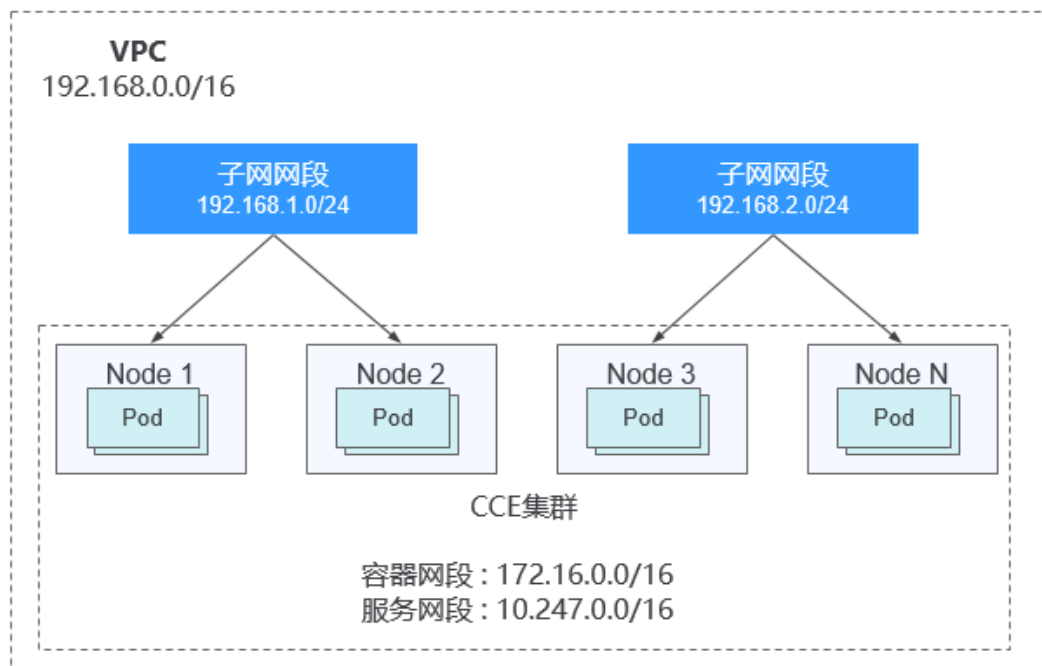 VPC
192.168.0.0/16
子网网段
192.168.1.0/24
子网网段
192.168.2.0/24
Node 1
Pod
Node 2
Pod
Node 3
Pod
Node N
Pod
CCE集群
容器网段 : 172.16.0.0/16
服务网段 : 10.247.0.0/16